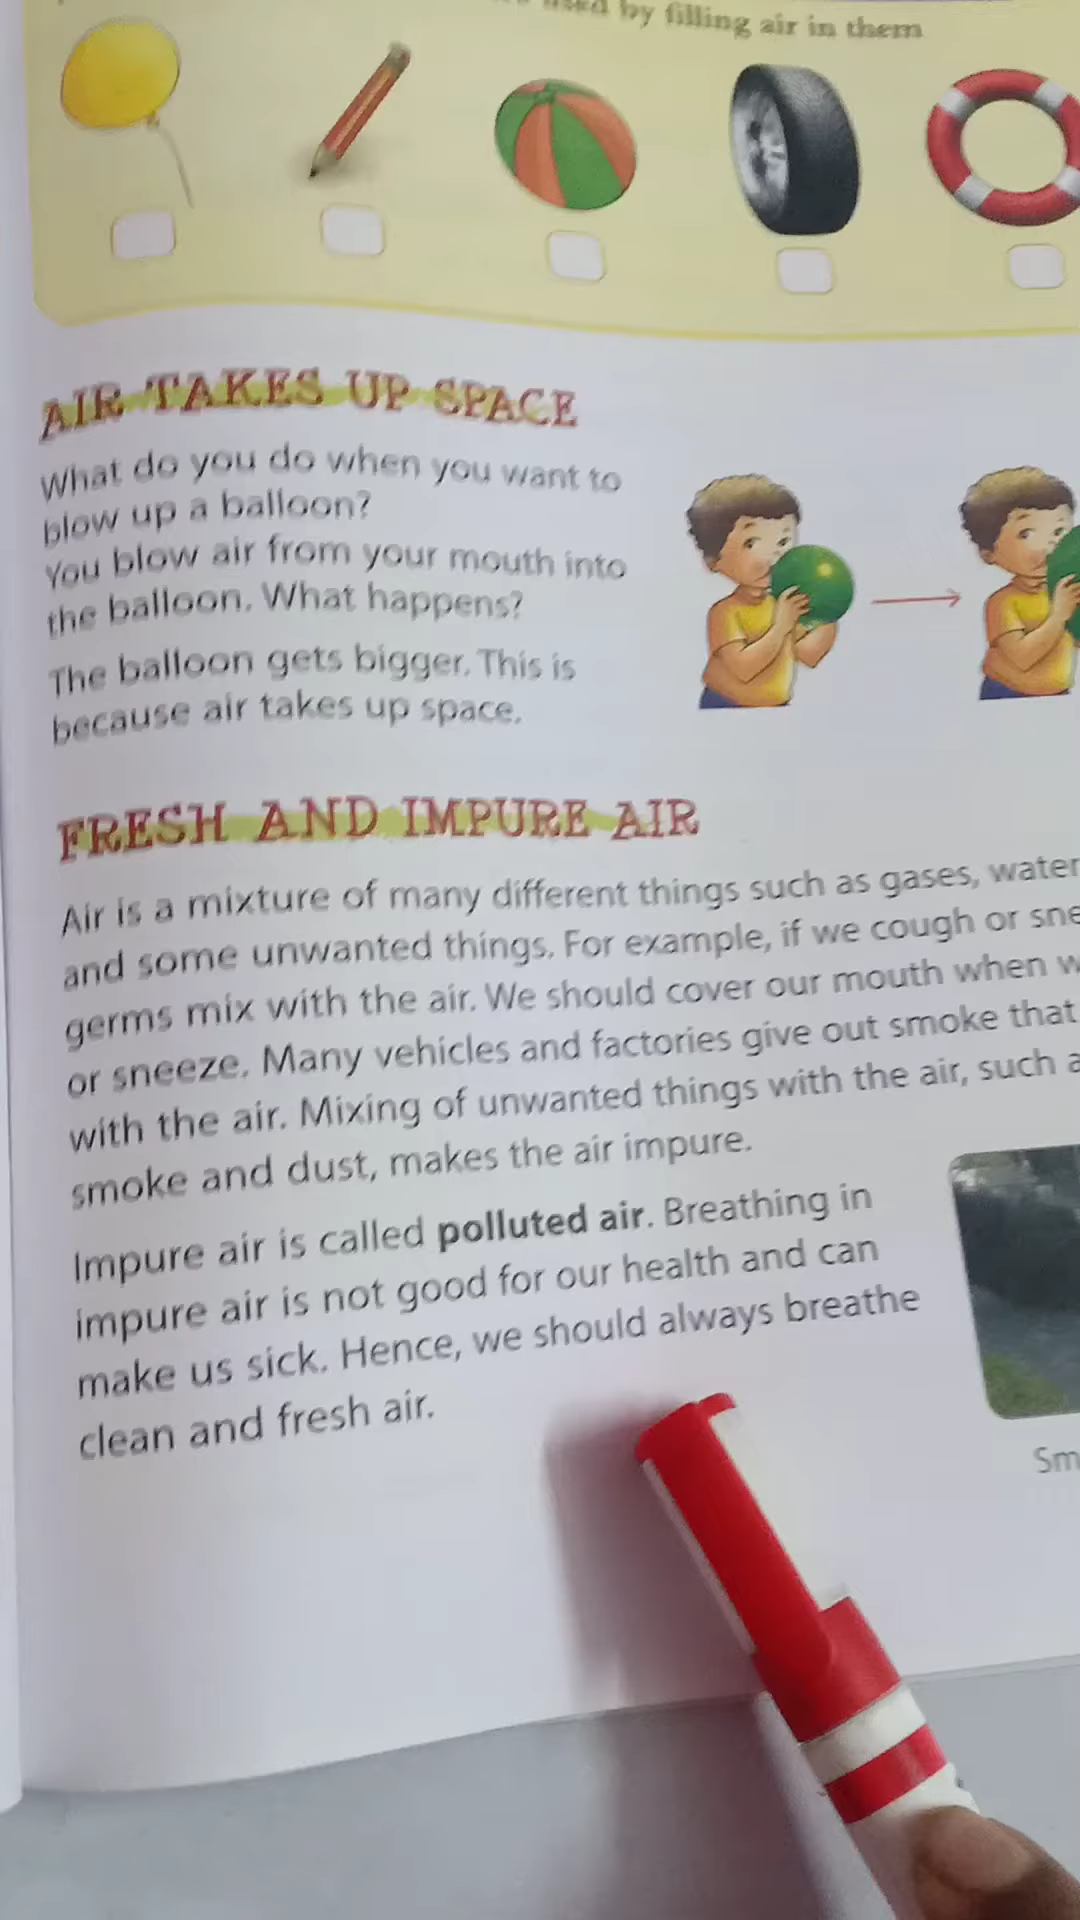 used by filling air in them
AIR TAKES UP SPACE
What do you do when you want to
blow up a balloon?
You blow air from your mouth into
the balloon. What happens?
The balloon gets bigger. This is
because air takes up space.
FRESH AND IMPURE AIR
Air is a mixture of many different things such as gases, water
and some unwanted things. For example, if we cough or sne
germs mix with the air. We should cover our mouth when w
or sneeze. Many vehicles and factories give out smoke that
with the air. Mixing of unwanted things with the air, such a
smoke and dust, makes the air impure.
Impure air is called polluted air. Breathing in
impure air is not good for our health and can
make us sick. Hence, we should always breathe
clean and fresh air.
Sm